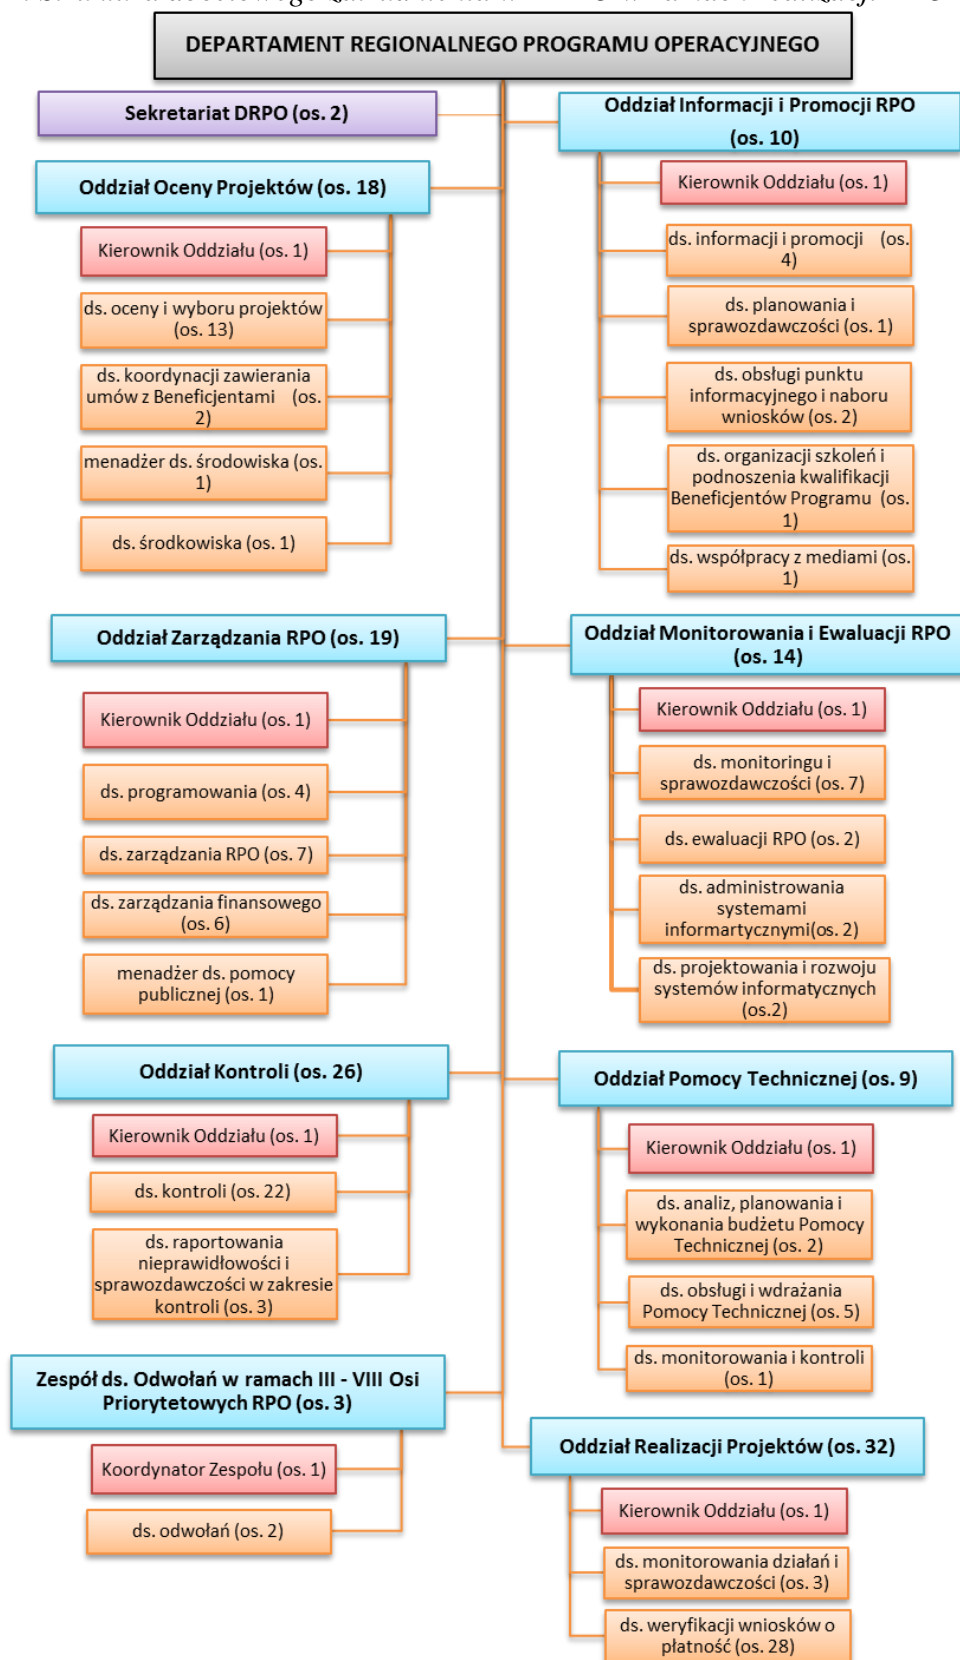 DEPARTAMENT REGIONALNEGO PROGRAMU OPERACYJNEGO
Sekretariat DRPO (os. 2)
Oddział Oceny Projektów (os. 18)
Kierownik Oddziału (os. 1)
ds. oceny i wyboru projektów
(os. 13)
ds. koordynacji zawierania
umów z Beneficjentami (os.
2)
menadżer ds. środowiska (os.
1)
ds. środkowiska (os. 1)
Oddział Informacji i Promocji RPO
(os. 10)
Kierownik Oddziału (os. 1)
ds. informacji i promocji (os.
4)
ds. planowania i
sprawozdawczości (os. 1)
ds. obsługi punktu
informacyjnego i naboru
wniosków (os. 2)
ds. organizacji szkoleń i
podnoszenia kwalifikacji
Beneficjentów Programu (os.
1)
ds. współpracy z mediami (os.
1)
Oddział Zarządzania RPO (os. 19)
Kierownik Oddziału (os. 1)
ds. programowania (os. 4)
ds. zarządzania RPO (os. 7)
ds. zarządzania finansowego
(os. 6)
menadżer ds. pomocy
publicznej (os. 1)
Oddział Monitorowania i Ewaluacji RPO
(os. 14)
Kierownik Oddziału (os. 1)
ds. monitoringu i
sprawozdawczości (os. 7)
ds. ewaluacji RPO (os. 2)
ds. administrowania
systemami
informartycznymi(os. 2)
ds. projektowania i rozwoju
systemów informatycznych
(os.2)
Oddział Kontroli (os. 26)
Kierownik Oddziału (os. 1)
ds. kontroli (os. 22)
ds. raportowania
nieprawidłowości i
sprawozdawczości w zakresie
kontroli (os. 3)
Oddział Pomocy Technicznej (os. 9)
Kierownik Oddziału (os. 1)
ds. analiz, planowania i
wykonania budżetu Pomocy
Technicznej (os. 2)
ds. obsługi i wdrażania
Pomocy Technicznej (os. 5)
ds. monitorowania i kontroli
(os. 1)
Zespół ds. Odwołań w ramach III - VIII Osi
Priorytetowych RPO (os. 3)
Koordynator Zespołu (os. 1)
ds. odwołań (os. 2)
Oddział Realizacji Projektów (os. 32)
Kierownik Oddziału (os. 1)
ds. monitorowania działań i
sprawozdawczości (os. 3)
ds. weryfikacji wniosków o
płatność (os. 28)